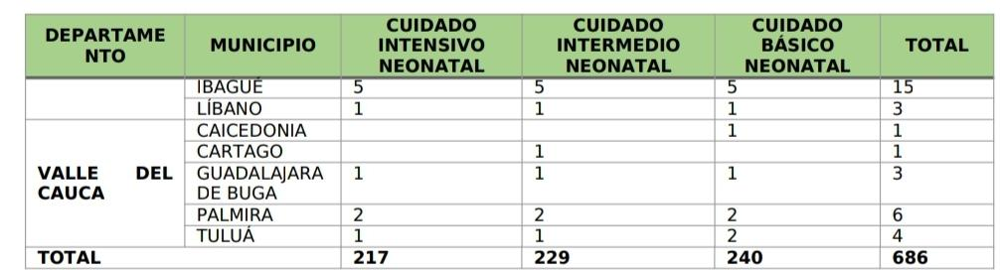 DEPARTAME
NTO
MUNICIPIO
CUIDADO
INTENSIVO
NEONATAL
CUIDADO
INTERMEDIO
NEONATAL
CUIDADO
BÁSICO
NEONATAL
TOTAL
IBAGUÉ 5 5 5 15
LÍBANO 1 1 1 3
VALLE DEL
CAUCA
CAICEDONIA 1 1
CARTAGO 1 1
GUADALAJARA
DE BUGA 1 1 1 3
PALMIRA 2 2 2 6
TULUÁ 1 1 2 4
TOTAL 217 229 240 686